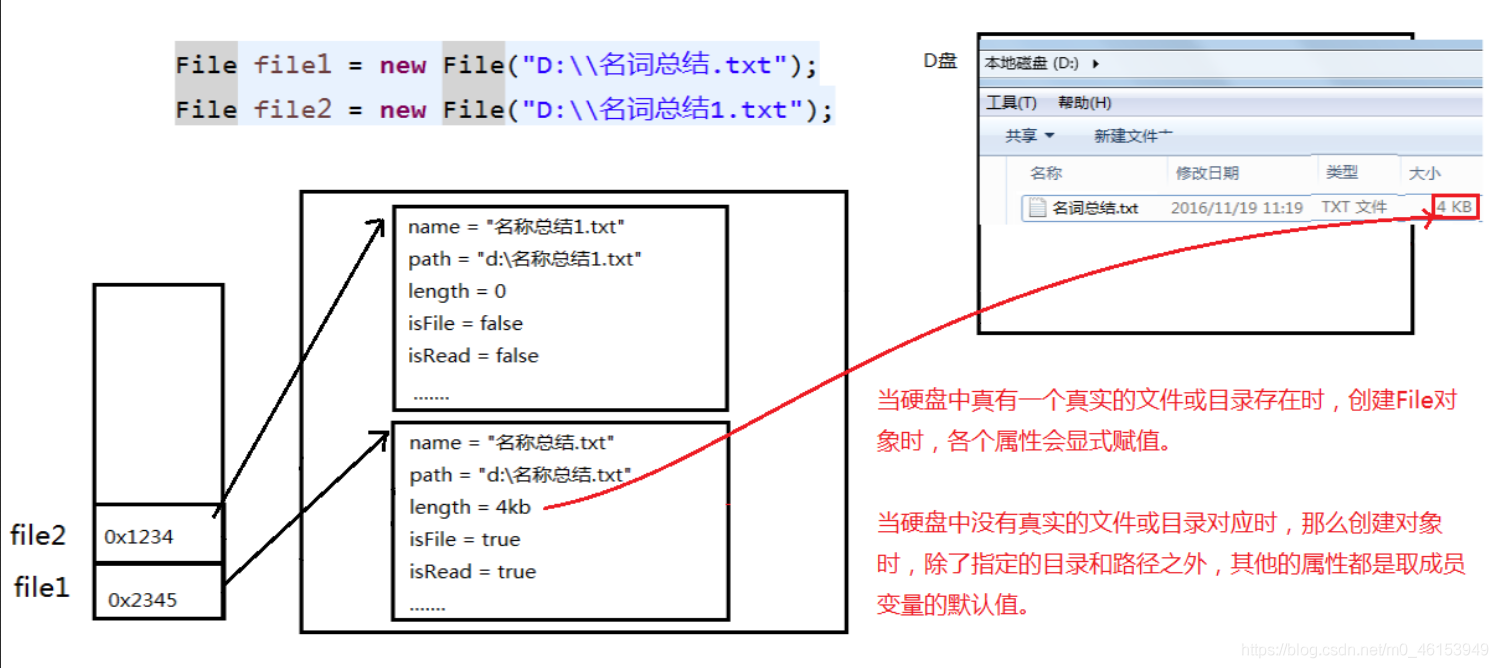 File file1 = new File("D:\\名词总结.txt");
File file2 = new File("D:\\名词总结1.txt");
D盘
本地磁盘 (D:)
工具(T) 帮助(H)
共享 新建文件
名称 修改日期 类型 大小
名词总结.txt 2016/11/19 11:19 TXT 文件 4 KB
name = "名称总结1.txt"
path = "d:\名称总结1.txt"
length = 0
isFile = false
isRead = false
.......
name = "名称总结.txt"
path = "d:\名称总结.txt"
length = 4kb
isFile = true
isRead = true
.......
file2 0x1234
file1 0x2345
当硬盘中真有一个真实的文件或目录存在时，创建File对
象时，各个属性会显式赋值。
当硬盘中没有真实的文件或目录对应时，那么创建对象
时，除了指定的目录和路径之外，其他的属性都是取成员
变量的默认值。
https://blog.csdn.net/m0_46153949